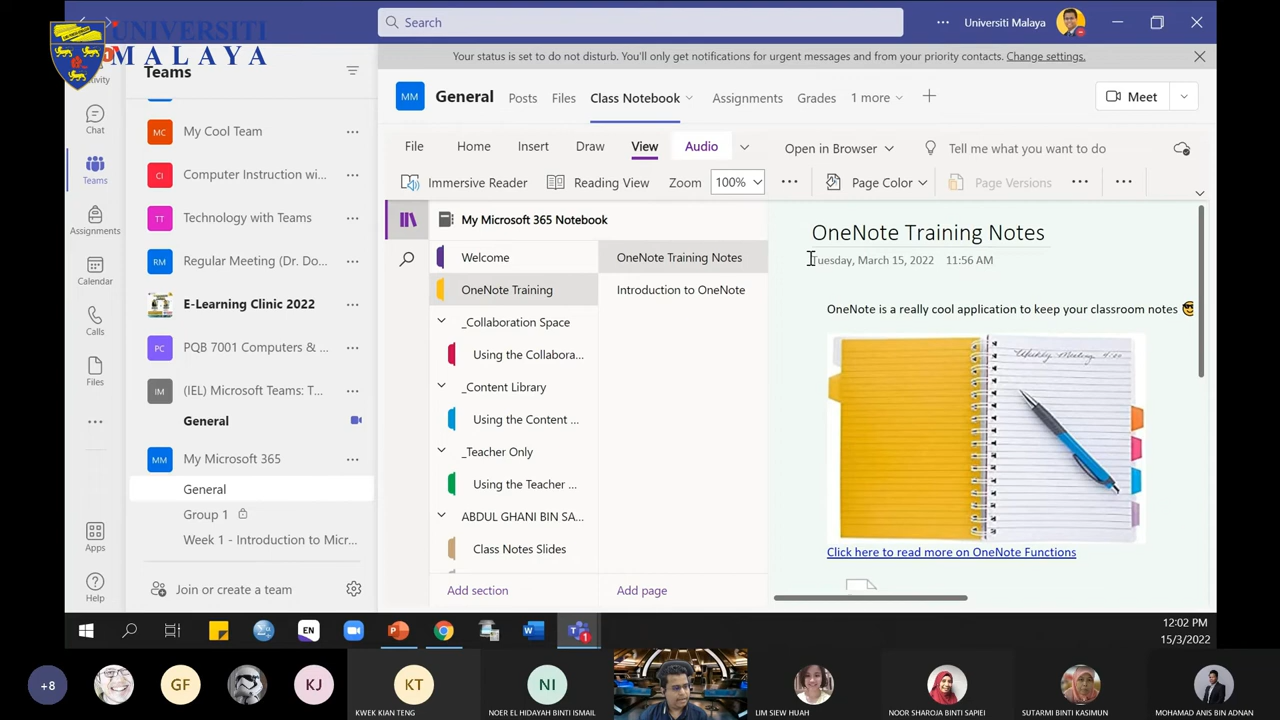 UNIVERSITI
MALAYA
Search
Universiti Malaya
Your status is set to do not disturb. You'll only get notifications for urgent messages and from your priority contacts. Change settings.
Teams
MM
General
Posts
Files
Class Notebook
Assignments
Grades
1 more
Meet
Chat
Teams
Assignments
Calendar
Calls
Files
Apps
Help
MC My Cool Team
CI Computer Instruction wi...
TT Technology with Teams
RM Regular Meeting (Dr. Do...
E-Learning Clinic 2022
PC PQB 7001 Computers & ...
IM (IEL) Microsoft Teams: T...
General
MM My Microsoft 365
General
Group 1
Week 1 - Introduction to Micr...
Join or create a team
File
Home
Insert
Draw
View
Audio
Open in Browser
Tell me what you want to do
Immersive Reader
Reading View
Zoom
100%
Page Color
Page Versions
My Microsoft 365 Notebook
Welcome
OneNote Training
_Collaboration Space
Using the Collabora...
_Content Library
Using the Content ...
_Teacher Only
Using the Teacher ...
ABDUL GHANI BIN SA...
Class Notes Slides
Add section
OneNote Training Notes
Introduction to OneNote
Add page
OneNote Training Notes
Tuesday, March 15, 2022 11:56 AM
OneNote is a really cool application to keep your classroom notes
Weekly Meeting
Click here to read more on OneNote Functions
EN
1
12:02 PM
15/3/2022
+8
GF
KJ
KT
KWEK KIAN TENG
NI
NOER EL HIDAYAH BINTI ISMAIL
LIM SIEW HUAH
NOOR SHAROJA BINTI SAPIEI
SUTARMI BINTI KASIMUN
MOHAMAD ANIS BIN ADNAN